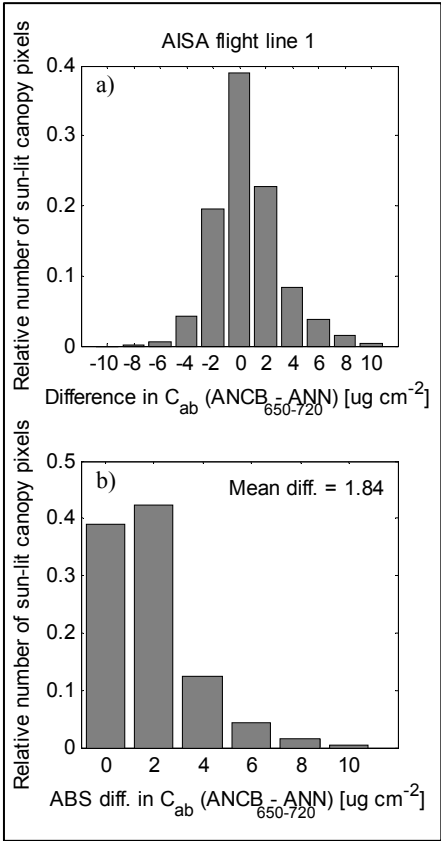 AISA flight line 1
a)
Relative number of sun-lit canopy pixels
0.4
0.3
0.2
0.1
0
-10 -8 -6 -4 -2 0 2 4 6 8 10
Difference in C_ab (ANCB_650-720 - ANN) [ug cm^-2]
b)
Mean diff. = 1.84
Relative number of sun-lit canopy pixels
0.5
0.4
0.3
0.2
0.1
0
0 2 4 6 8 10
ABS diff. in C_ab (ANCB_650-720 - ANN) [ug cm^-2]